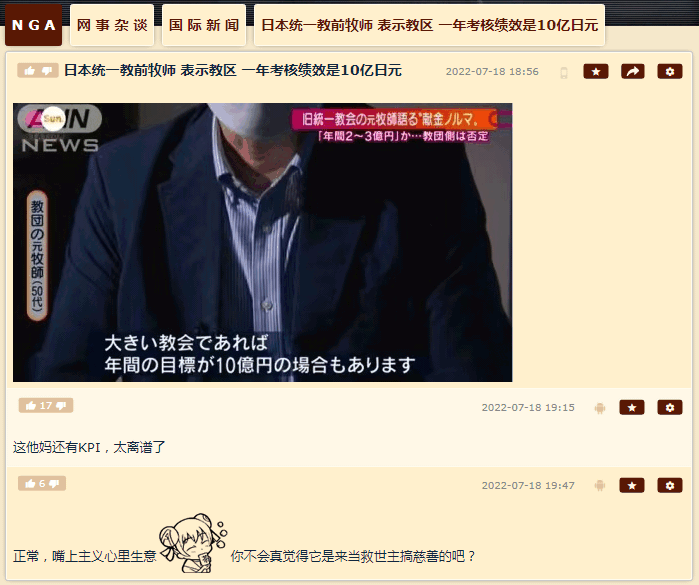 NGA 网事杂谈 国际新闻 日本统一教前牧师 表示教区 一年考核绩效是10亿日元
日本统一教前牧师 表示教区 一年考核绩效是10亿日元 2022-07-18 18:56
ANN Sun.
NEWS
旧統一教会の元牧師語る“献金ノルマ”
「年間2～3億円」か…教団側は否定
教団の元牧師(50代)
大きい教会であれば
年間の目標が10億円の場合もあります
17 2022-07-18 19:15
这他妈还有KPI，太离谱了
6 2022-07-18 19:47
正常，嘴上主义心里生意 你不会真觉得它是来当救世主搞慈善的吧？